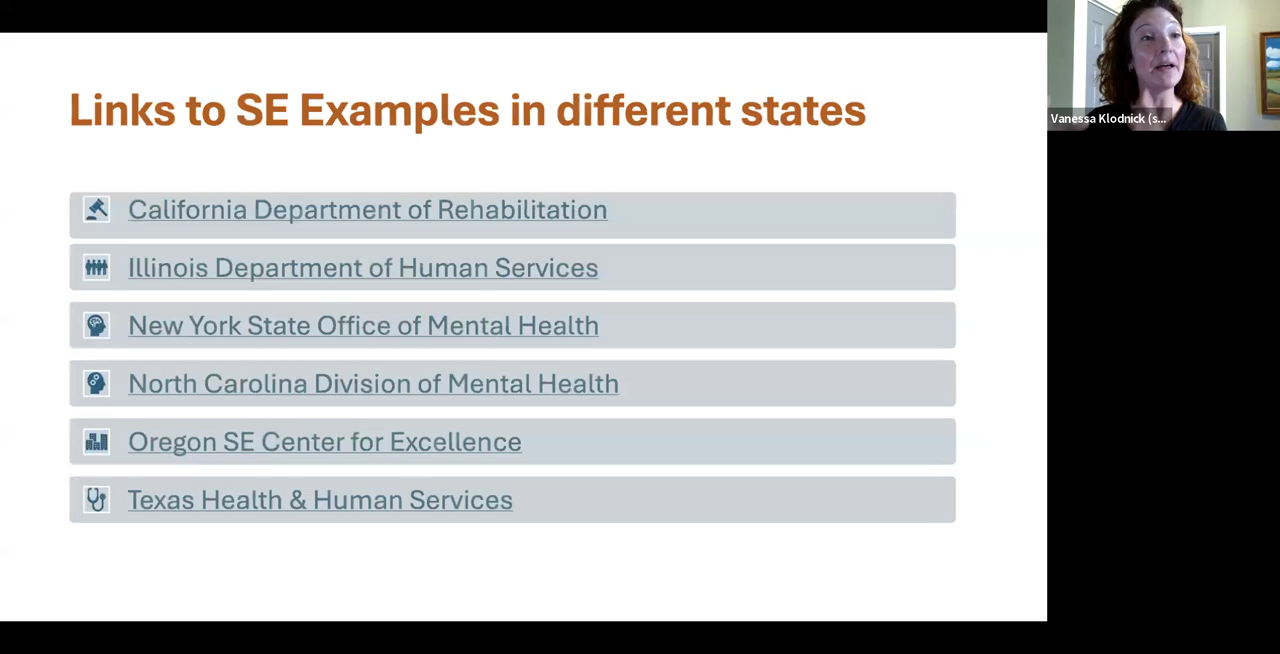 Links to SE Examples in different states
California Department of Rehabilitation
Illinois Department of Human Services
New York State Office of Mental Health
North Carolina Division of Mental Health
Oregon SE Center for Excellence
Texas Health & Human Services
Vanessa Klodnick (s...